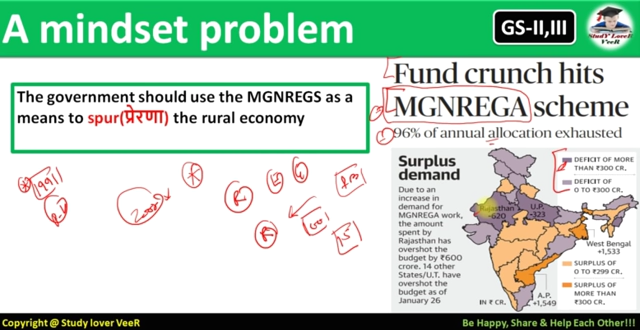 A mindset problem
GS-II,III
StudY LoveR
VeeR
The government should use the MGNREGS as a
means to spur(प्रेरणा) the rural economy
Fund crunch hits
MGNREGA scheme
96% of annual allocation exhausted
Surplus
demand
Due to an
increase in
demand for
MGNREGA work,
the amount
spent by
Rajasthan has
overshot the
budget by ₹600
crore. 14 other
States/U.T. have
overshot the
budget as of
January 26
DEFICIT OF MORE
THAN ₹300 CR.
DEFICIT OF
0 TO ₹300 CR.
Rajasthan
-620
U.P.
-323
West Bengal
+1,533
SURPLUS OF
0 TO ₹299 CR.
SURPLUS OF
MORE THAN
₹300 CR.
A.P.
+1,549
IN ₹ CR.
1991
100
15
Copyright @ Study lover VeeR
Be Happy, Share & Help Each Other!!!